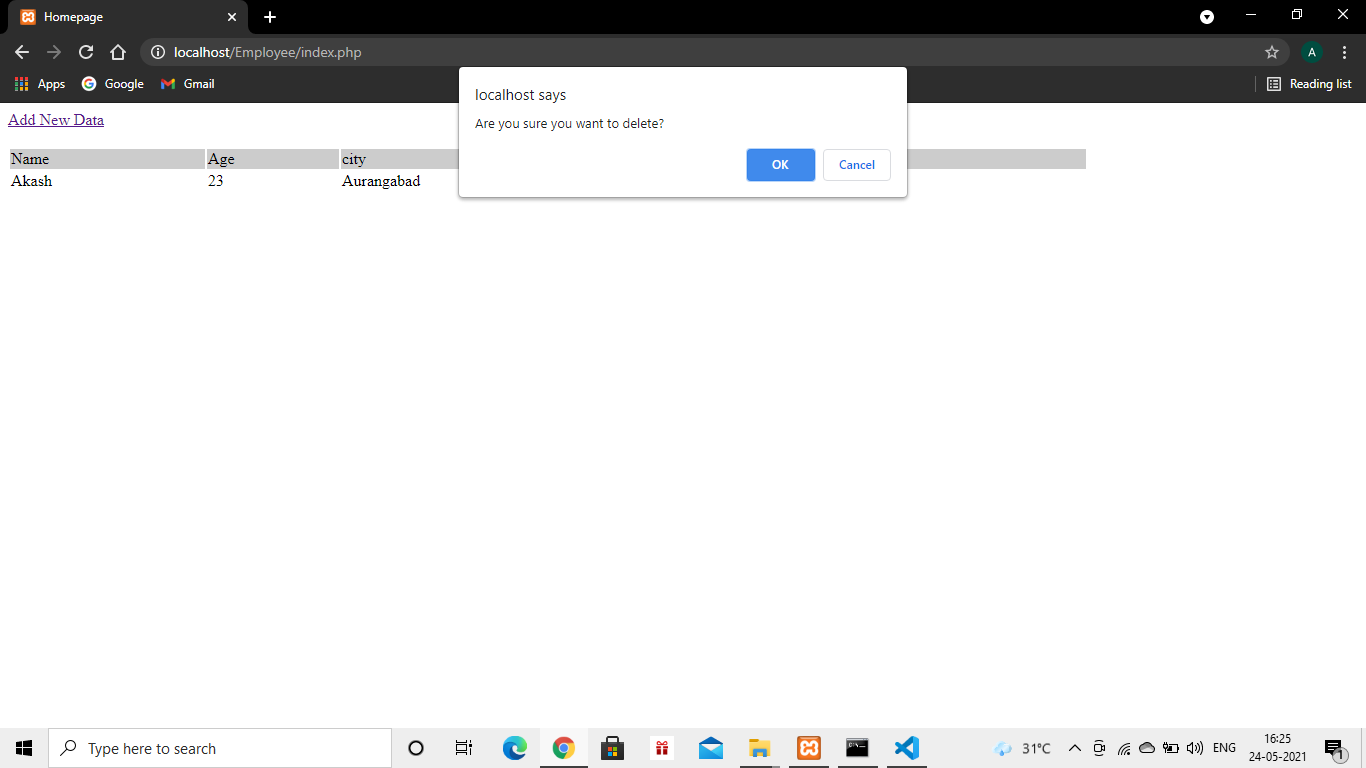 Homepage
localhost/Employee/index.php
A
Apps Google Gmail Reading list
localhost says
Are you sure you want to delete?
OK Cancel
Add New Data
Name Age city
Akash 23 Aurangabad
Type here to search
31°C ENG 16:25
24-05-2021
1